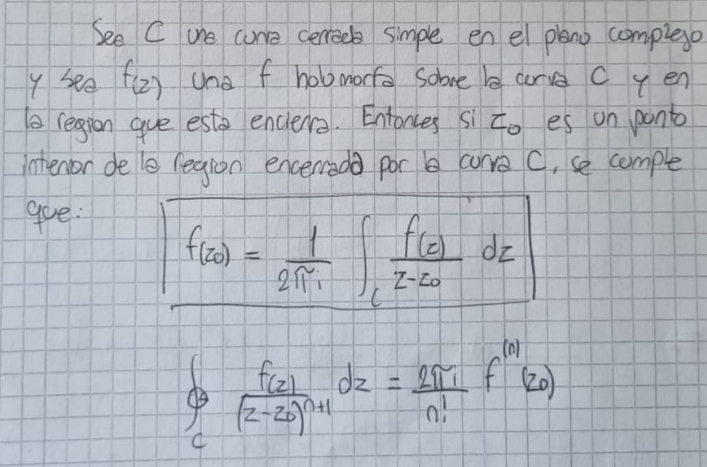 Sea C una curva cerrada simple en el plano complejo
y sea f(z) una f holomorfa sobre la curva C y en
la region que esta encierra. Entonces si z₀ es un punto
interior de la region encerrada por la curva C, se cumple
que:
f(z₀) = 1/(2πi) ∫_C f(z)/(z-z₀) dz
∮_C f(z)/(z-z₀)^(n+1) dz = 2πi/n! f^(n)(z₀)